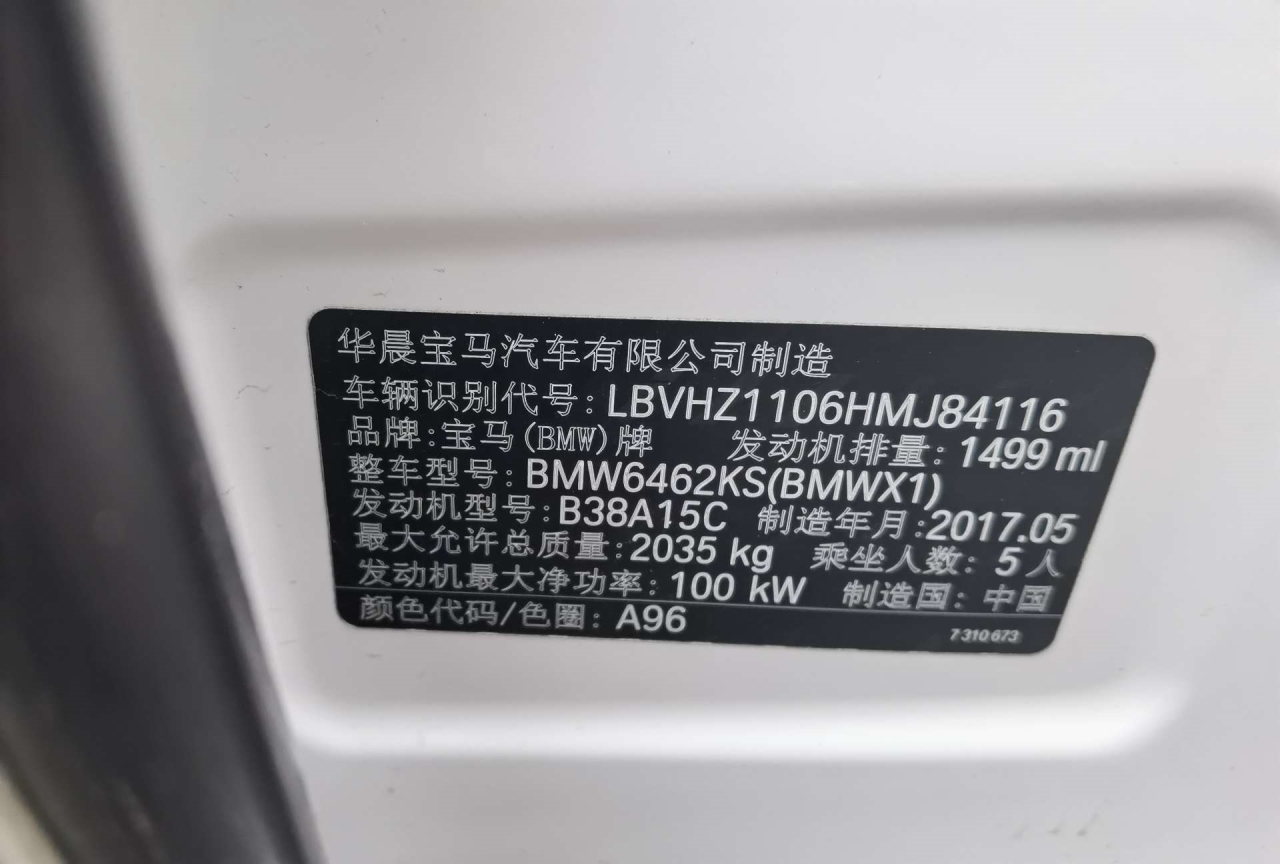 华晨宝马汽车有限公司制造
车辆识别代号: LBVHZ1106HMJ84116
品牌: 宝马(BMW)牌 发动机排量: 1499 ml
整车型号: BMW6462KS(BMWX1)
发动机型号: B38A15C 制造年月: 2017.05
最大允许总质量: 2035 kg 乘坐人数: 5 人
发动机最大净功率: 100 kW 制造国: 中国
颜色代码/色圈: A96
7 310 673